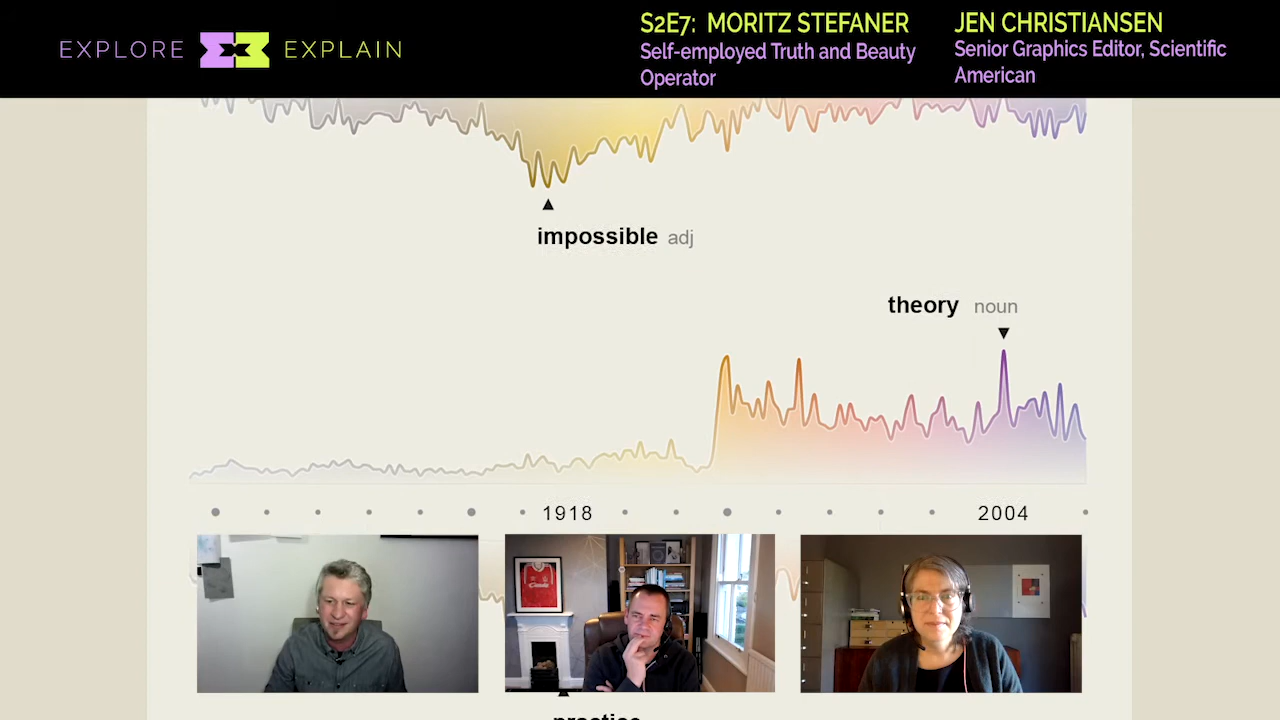 EXPLORE EXPLAIN
S2E7: MORITZ STEFANER
Self-employed Truth and Beauty
Operator
JEN CHRISTIANSEN
Senior Graphics Editor, Scientific
American
impossible adj
theory noun
1918 2004
practise